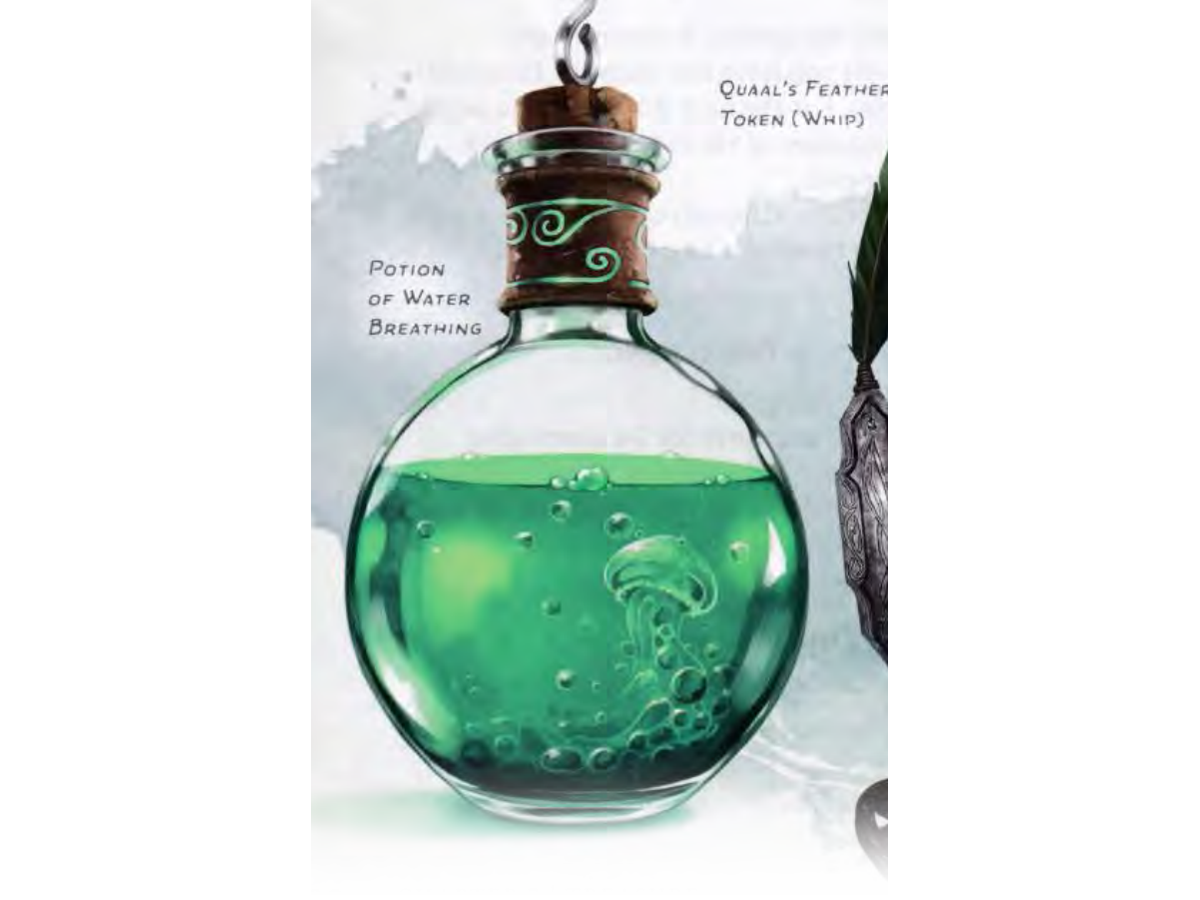 Quaal's Feather
Token (Whip)
Potion
of Water
Breathing